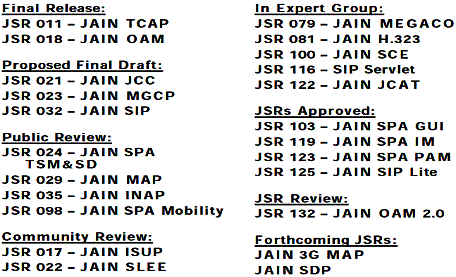 Final Release:
JSR 011 – JAIN TCAP
JSR 018 – JAIN OAM
Proposed Final Draft:
JSR 021 – JAIN JCC
JSR 023 – JAIN MGCP
JSR 032 – JAIN SIP
Public Review:
JSR 024 – JAIN SPA
TSM&SD
JSR 029 – JAIN MAP
JSR 035 – JAIN INAP
JSR 098 – JAIN SPA Mobility
Community Review:
JSR 017 – JAIN ISUP
JSR 022 – JAIN SLEE
In Expert Group:
JSR 079 – JAIN MEGACO
JSR 081 – JAIN H.323
JSR 100 – JAIN SCE
JSR 116 – SIP Servlet
JSR 122 – JAIN JCAT
JSRs Approved:
JSR 103 – JAIN SPA GUI
JSR 119 – JAIN SPA IM
JSR 123 – JAIN SPA PAM
JSR 125 – JAIN SIP Lite
JSR Review:
JSR 132 – JAIN OAM 2.0
Forthcoming JSRs:
JAIN 3G MAP
JAIN SDP